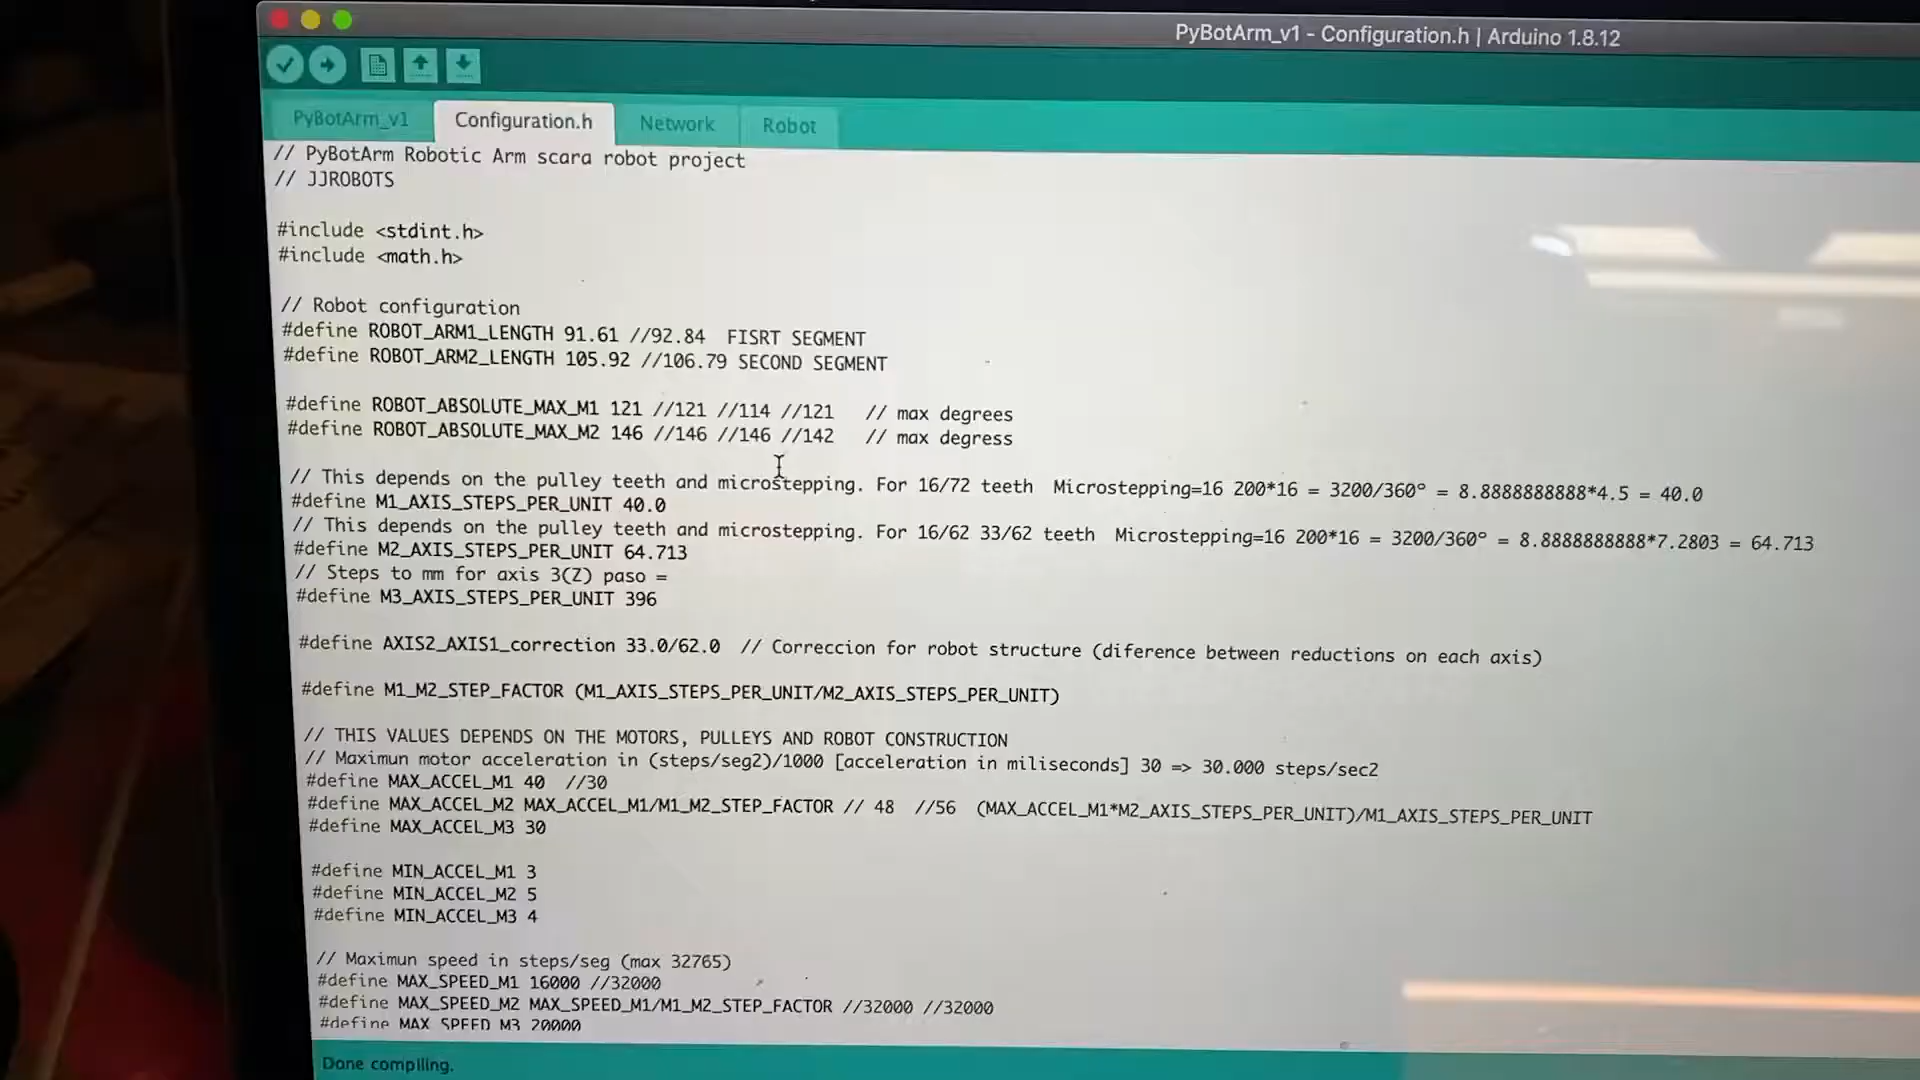 PyBotArm_v1 - Configuration.h | Arduino 1.8.12
PyBotArm_v1 Configuration.h Network Robot
// PyBotArm Robotic Arm scara robot project
// JJROBOTS
#include <stdint.h>
#include <math.h>
// Robot configuration
#define ROBOT_ARM1_LENGTH 91.61 //92.84 FISRT SEGMENT
#define ROBOT_ARM2_LENGTH 105.92 //106.79 SECOND SEGMENT
#define ROBOT_ABSOLUTE_MAX_M1 121 //121 //114 //121 // max degrees
#define ROBOT_ABSOLUTE_MAX_M2 146 //146 //146 //142 // max degress
// This depends on the pulley teeth and microstepping. For 16/72 teeth Microstepping=16 200*16 = 3200/360° = 8.8888888888*4.5 = 40.0
#define M1_AXIS_STEPS_PER_UNIT 40.0
// This depends on the pulley teeth and microstepping. For 16/62 33/62 teeth Microstepping=16 200*16 = 3200/360° = 8.8888888888*7.2803 = 64.713
#define M2_AXIS_STEPS_PER_UNIT 64.713
// Steps to mm for axis 3(Z) paso =
#define M3_AXIS_STEPS_PER_UNIT 396
#define AXIS2_AXIS1_correction 33.0/62.0 // Correccion for robot structure (diference between reductions on each axis)
#define M1_M2_STEP_FACTOR (M1_AXIS_STEPS_PER_UNIT/M2_AXIS_STEPS_PER_UNIT)
// THIS VALUES DEPENDS ON THE MOTORS, PULLEYS AND ROBOT CONSTRUCTION
// Maximun motor acceleration in (steps/seg2)/1000 [acceleration in miliseconds] 30 => 30.000 steps/sec2
#define MAX_ACCEL_M1 40 //30
#define MAX_ACCEL_M2 MAX_ACCEL_M1/M1_M2_STEP_FACTOR // 48 //56 (MAX_ACCEL_M1*M2_AXIS_STEPS_PER_UNIT)/M1_AXIS_STEPS_PER_UNIT
#define MAX_ACCEL_M3 30
#define MIN_ACCEL_M1 3
#define MIN_ACCEL_M2 5
#define MIN_ACCEL_M3 4
// Maximun speed in steps/seg (max 32765)
#define MAX_SPEED_M1 16000 //32000
#define MAX_SPEED_M2 MAX_SPEED_M1/M1_M2_STEP_FACTOR //32000 //32000
#define MAX_SPEED_M3 20000
Done compiling.